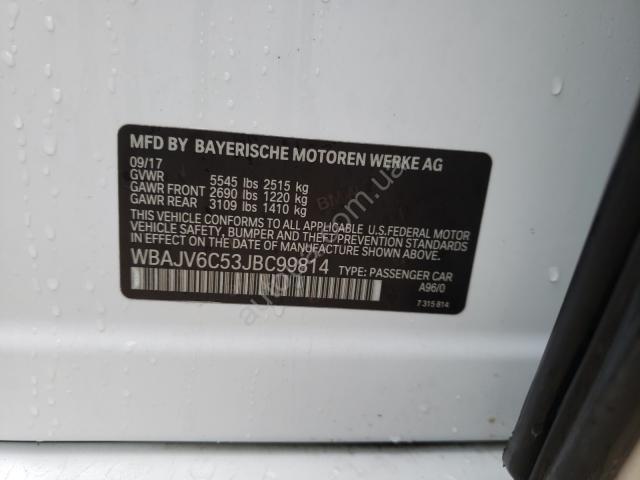 MFD BY BAYERISCHE MOTOREN WERKE AG
09/17
GVWR 5545 lbs 2515 kg
GAWR FRONT 2690 lbs 1220 kg
GAWR REAR 3109 lbs 1410 kg
THIS VEHICLE CONFORMS TO ALL APPLICABLE U.S.FEDERAL MOTOR
VEHICLE SAFETY, BUMPER AND THEFT PREVENTION STANDARDS
IN EFFECT ON THE DATE OF MANUFACTURE SHOWN ABOVE.
WBAJV6C53JBC99814 TYPE: PASSENGER CAR
A96/0
7 315 814